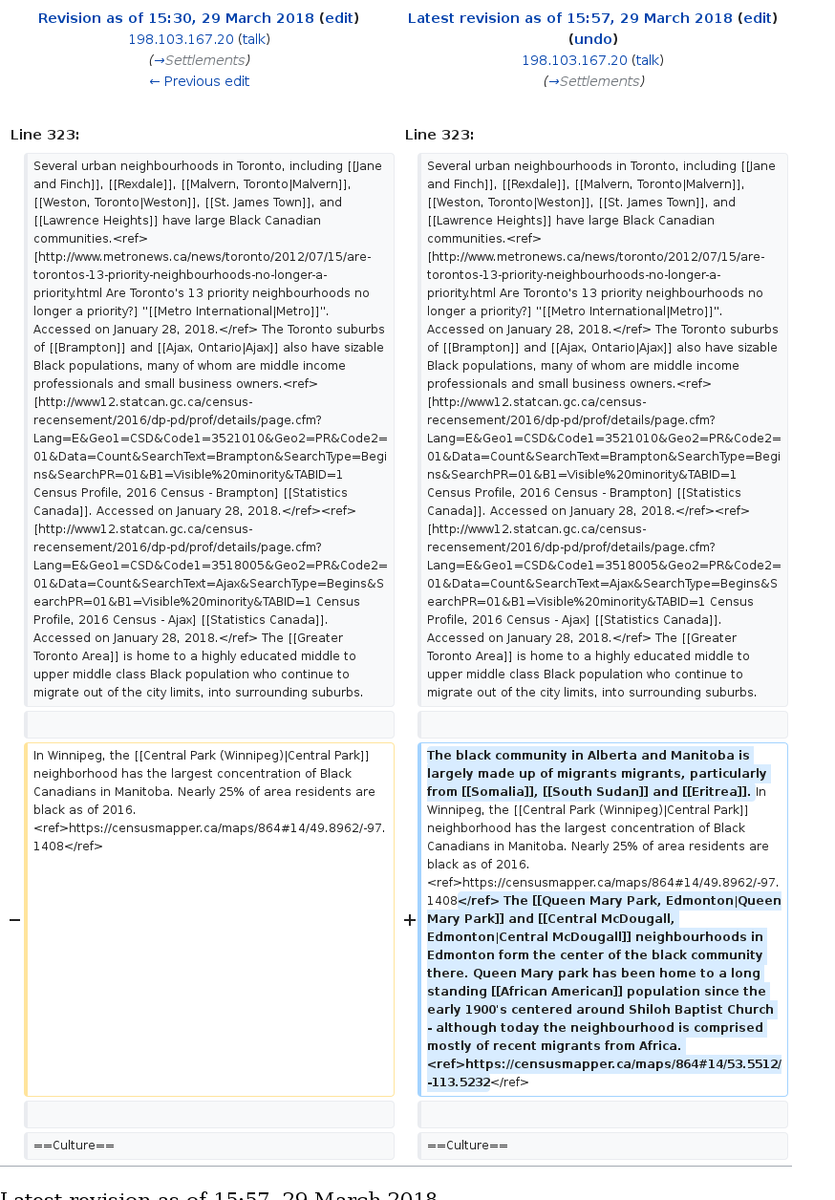 Revision as of 15:30, 29 March 2018 (edit)
198.103.167.20 (talk)
(→Settlements)
← Previous edit
Latest revision as of 15:57, 29 March 2018 (edit)
(undo)
198.103.167.20 (talk)
(→Settlements)
Line 323:
Several urban neighbourhoods in Toronto, including [[Jane
and Finch]], [[Rexdale]], [[Malvern, Toronto|Malvern]],
[[Weston, Toronto|Weston]], [[St. James Town]], and
[[Lawrence Heights]] have large Black Canadian
communities.<ref>
[http://www.metronews.ca/news/toronto/2012/07/15/are-
torontos-13-priority-neighbourhoods-no-longer-a-
priority.html Are Toronto's 13 priority neighbourhoods no
longer a priority?] "[[Metro International|Metro]]".
Accessed on January 28, 2018.</ref> The Toronto suburbs
of [[Brampton]] and [[Ajax, Ontario|Ajax]] also have sizable
Black populations, many of whom are middle income
professionals and small business owners.<ref>
[http://www12.statcan.gc.ca/census-
recensement/2016/dp-pd/prof/details/page.cfm?
Lang=E&Geo1=CSD&Code1=3521010&Geo2=PR&Code2=
01&Data=Count&SearchText=Brampton&SearchType=Begi
ns&SearchPR=01&B1=Visible%20minority&TABID=1
Census Profile, 2016 Census - Brampton] [[Statistics
Canada]]. Accessed on January 28, 2018.</ref><ref>
[http://www12.statcan.gc.ca/census-
recensement/2016/dp-pd/prof/details/page.cfm?
Lang=E&Geo1=CSD&Code1=3518005&Geo2=PR&Code2=
01&Data=Count&SearchText=Ajax&SearchType=Begins&S
earchPR=01&B1=Visible%20minority&TABID=1 Census
Profile, 2016 Census - Ajax] [[Statistics Canada]].
Accessed on January 28, 2018.</ref> The [[Greater
Toronto Area]] is home to a highly educated middle to
upper middle class Black population who continue to
migrate out of the city limits, into surrounding suburbs.
Line 323:
Several urban neighbourhoods in Toronto, including [[Jane
and Finch]], [[Rexdale]], [[Malvern, Toronto|Malvern]],
[[Weston, Toronto|Weston]], [[St. James Town]], and
[[Lawrence Heights]] have large Black Canadian
communities.<ref>
[http://www.metronews.ca/news/toronto/2012/07/15/are-
torontos-13-priority-neighbourhoods-no-longer-a-
priority.html Are Toronto's 13 priority neighbourhoods no
longer a priority?] "[[Metro International|Metro]]".
Accessed on January 28, 2018.</ref> The Toronto suburbs
of [[Brampton]] and [[Ajax, Ontario|Ajax]] also have sizable
Black populations, many of whom are middle income
professionals and small business owners.<ref>
[http://www12.statcan.gc.ca/census-
recensement/2016/dp-pd/prof/details/page.cfm?
Lang=E&Geo1=CSD&Code1=3521010&Geo2=PR&Code2=
01&Data=Count&SearchText=Brampton&SearchType=Begi
ns&SearchPR=01&B1=Visible%20minority&TABID=1
Census Profile, 2016 Census - Brampton] [[Statistics
Canada]]. Accessed on January 28, 2018.</ref><ref>
[http://www12.statcan.gc.ca/census-
recensement/2016/dp-pd/prof/details/page.cfm?
Lang=E&Geo1=CSD&Code1=3518005&Geo2=PR&Code2=
01&Data=Count&SearchText=Ajax&SearchType=Begins&S
earchPR=01&B1=Visible%20minority&TABID=1 Census
Profile, 2016 Census - Ajax] [[Statistics Canada]].
Accessed on January 28, 2018.</ref> The [[Greater
Toronto Area]] is home to a highly educated middle to
upper middle class Black population who continue to
migrate out of the city limits, into surrounding suburbs.
−
In Winnipeg, the [[Central Park (Winnipeg)|Central Park]]
neighborhood has the largest concentration of Black
Canadians in Manitoba. Nearly 25% of area residents are
black as of 2016.
<ref>https://censusmapper.ca/maps/864#14/49.8962/-97.
1408</ref>
+
The black community in Alberta and Manitoba is
largely made up of migrants migrants, particularly
from [[Somalia]], [[South Sudan]] and [[Eritrea]]. In
Winnipeg, the [[Central Park (Winnipeg)|Central Park]]
neighborhood has the largest concentration of Black
Canadians in Manitoba. Nearly 25% of area residents are
black as of 2016.
<ref>https://censusmapper.ca/maps/864#14/49.8962/-97.
1408</ref> The [[Queen Mary Park, Edmonton|Queen
Mary Park]] and [[Central McDougall,
Edmonton|Central McDougall]] neighbourhoods in
Edmonton form the center of the black community
there. Queen Mary park has been home to a long
standing [[African American]] population since the
early 1900's centered around Shiloh Baptist Church
- although today the neighbourhood is comprised
mostly of recent migrants from Africa.
<ref>https://censusmapper.ca/maps/864#14/53.5512/
-113.5232</ref>
==Culture==
==Culture==
Latest revision as of 15:57, 29 March 2018